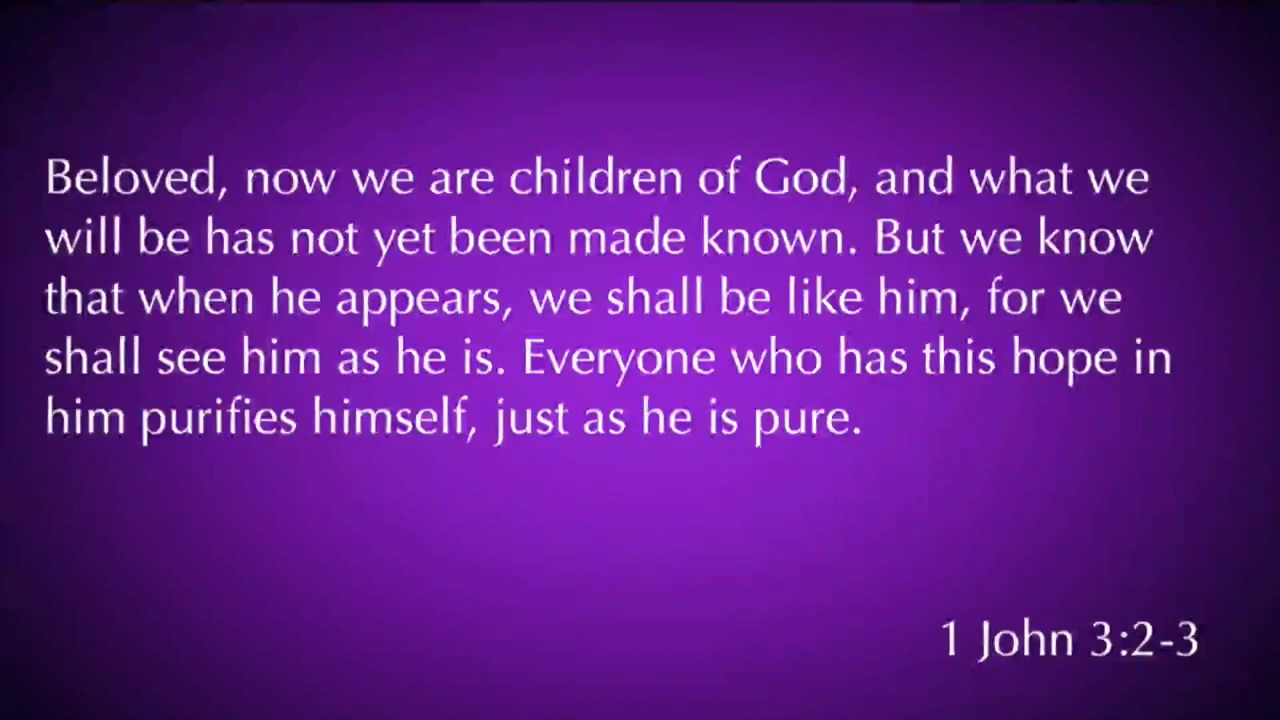 Beloved, now we are children of God, and what we
will be has not yet been made known. But we know
that when he appears, we shall be like him, for we
shall see him as he is. Everyone who has this hope in
him purifies himself, just as he is pure.
1 John 3:2-3